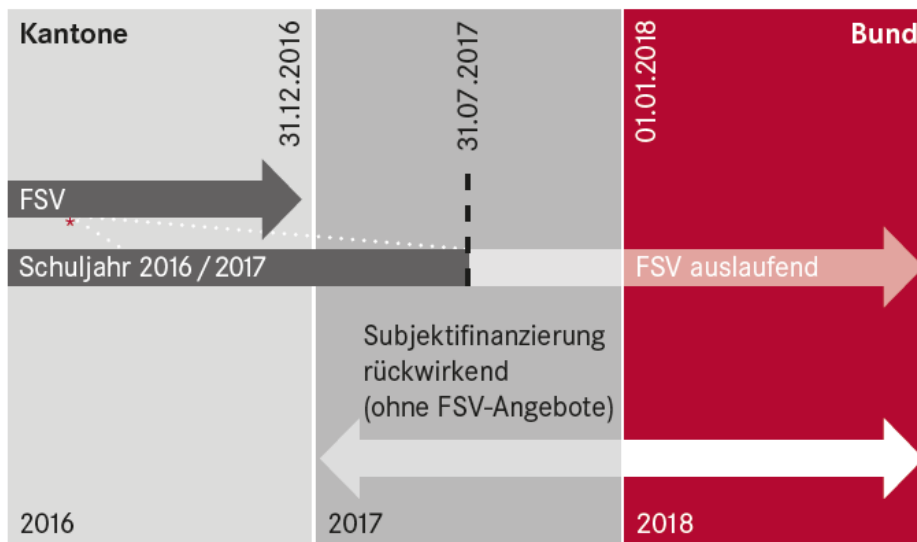 Kantone
31.12.2016
31.07.2017
01.01.2018
Bund
FSV
*
Schuljahr 2016 / 2017
FSV auslaufend
Subjektifinanzierung
rückwirkend
(ohne FSV-Angebote)
2016
2017
2018